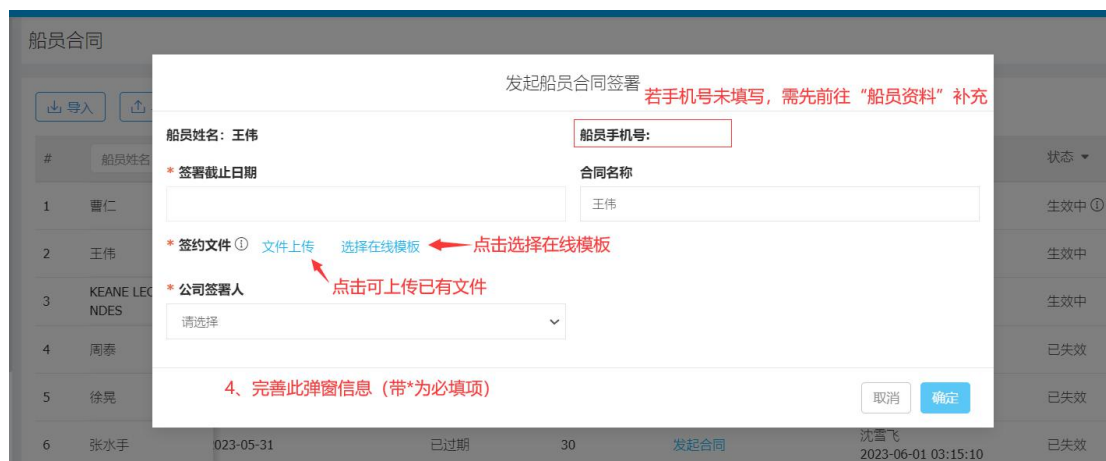 船员合同
发起船员合同签署
若手机号未填写，需先前往“船员资料”补充
导入
船员姓名：王伟
船员手机号:
# 船员姓名
状态
* 签署截止日期
合同名称
王伟
1 曹仁 生效中
* 签约文件 文件上传 选择在线模板 点击选择在线模板
2 王伟 生效中
点击可上传已有文件
* 公司签署人
3 KEANE LEO
NDES
生效中
请选择
4 周泰 已失效
4、完善此弹窗信息（带*为必填项）
取消 确定
5 徐晃 已失效
6 张水手 023-05-31 已过期 30 发起合同 沈雪飞 已失效
2023-06-01 03:15:10